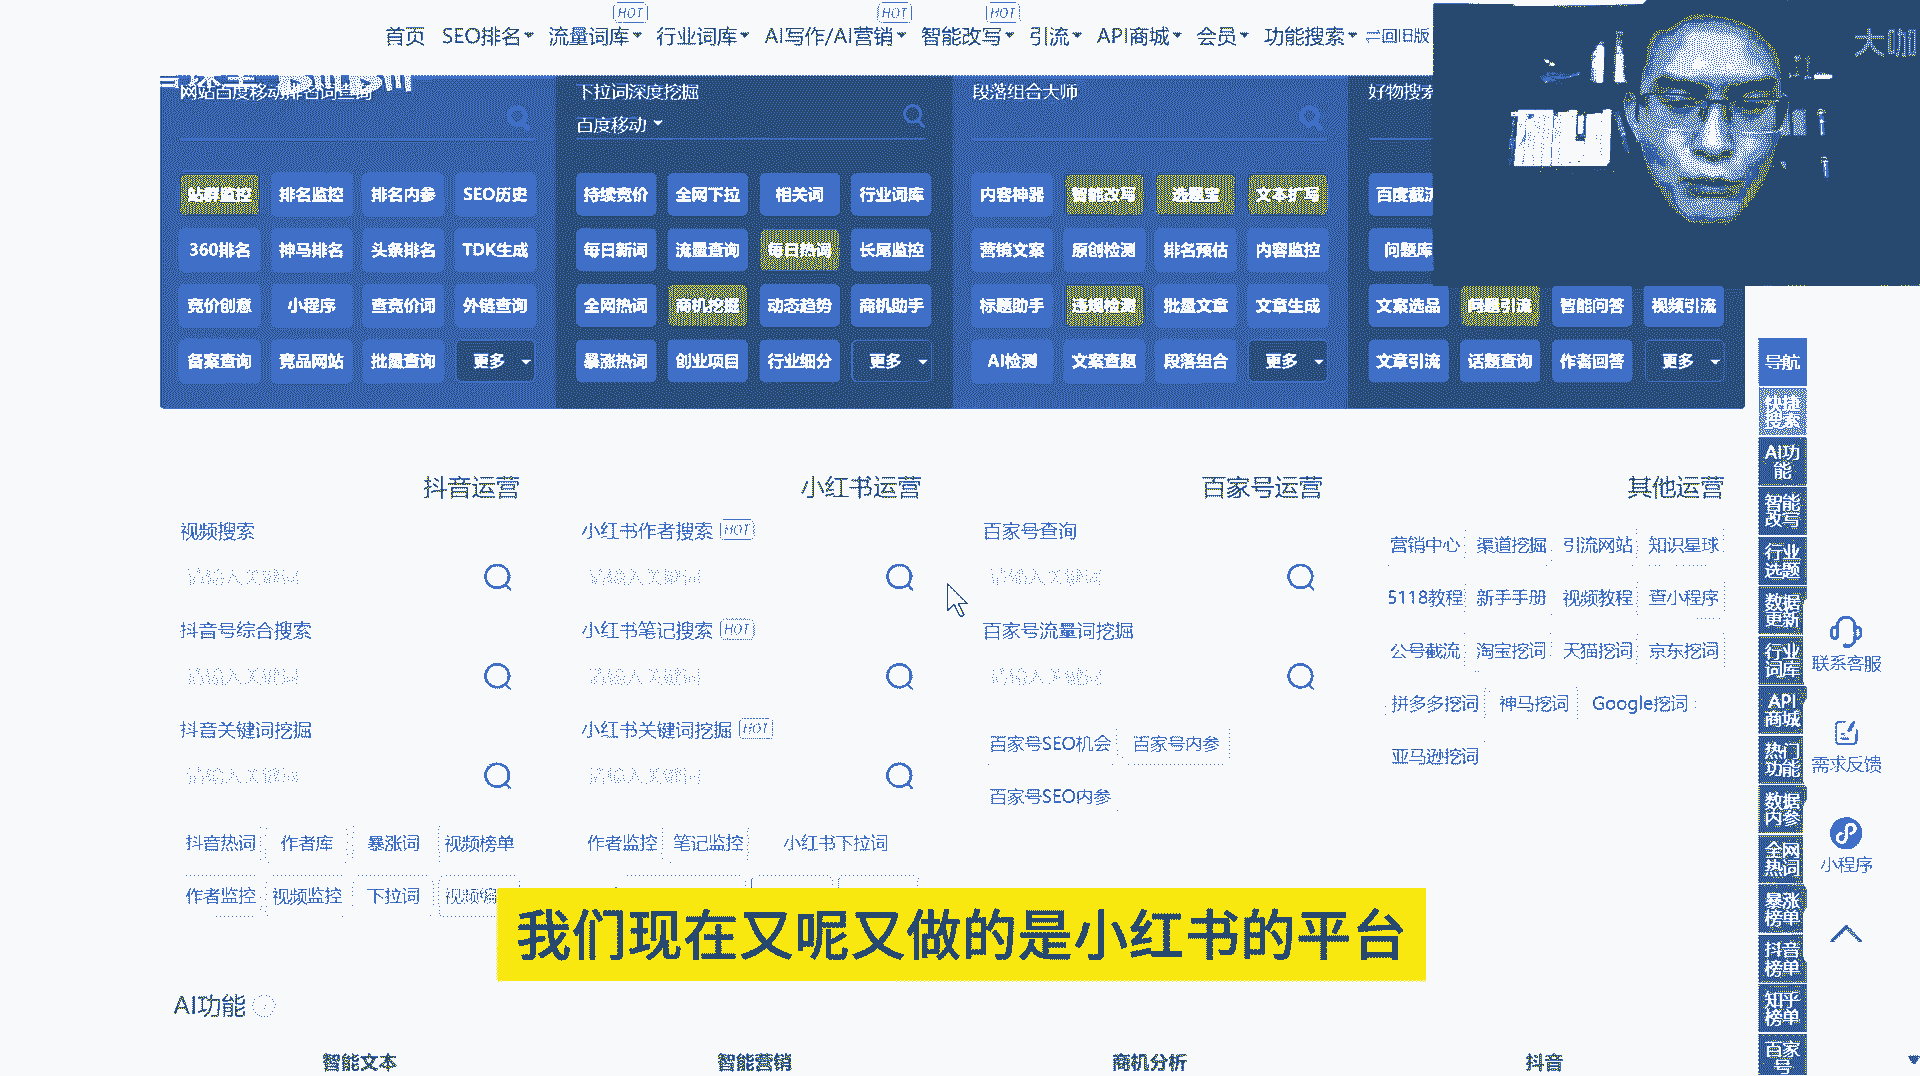 HOT
HOT
HOT
首页 SEO排名 流量词库 行业词库 AI写作/AI营销 智能改写 引流 API商城 会员 功能搜索 回旧版
大咖
网站百度移动排名词查询
下拉词深度挖掘
百度移动
段落组合大师
好物搜索
站群监控 排名监控 排名内参 SEO历史
360排名 神马排名 头条排名 TDK生成
竞价创意 小程序 查竞价词 外链查询
备案查询 竞品网站 批量查询 更多
持续竞价 全网下拉 相关词 行业词库
每日新词 流量查询 每日热词 长尾监控
全网热词 商机挖掘 动态趋势 商机助手
暴涨热词 创业项目 行业细分 更多
内容神器 智能改写 选题宝 文本扩写
营销文案 原创检测 排名预估 内容监控
标题助手 违规检测 批量文章 文章生成
AI检测 文案查题 段落组合 更多
百度截流
问题库
文案选品 问题引流 智能问答 视频引流
文章引流 话题查询 作者回答 更多
抖音运营
视频搜索
请输入关键词
抖音号综合搜索
请输入关键词
抖音关键词挖掘
请输入关键词
抖音热词 作者库 暴涨词 视频榜单
作者监控 视频监控 下拉词 视频编
小红书运营
小红书作者搜索 HOT
请输入关键词
小红书笔记搜索 HOT
请输入关键词
小红书关键词挖掘 HOT
请输入关键词
作者监控 笔记监控 小红书下拉词
百家号运营
百家号查询
请输入关键词
百家号流量词挖掘
请输入关键词
百家号SEO机会 百家号内参
百家号SEO内参
其他运营
营销中心 渠道挖掘 引流网站 知识星球
5118教程 新手手册 视频教程 查小程序
公号截流 淘宝挖词 天猫挖词 京东挖词
拼多多挖词 神马挖词 Google挖词
亚马逊挖词
导航
快捷搜索
AI功能
智能改写
行业选题
数据更新
行业词库
API商城
热门功能
数据内参
全网热词
暴涨榜单
抖音榜单
知乎榜单
百家号
联系客服
需求反馈
小程序
我们现在又呢又做的是小红书的平台
AI功能
智能文本 智能营销 商机分析 抖音